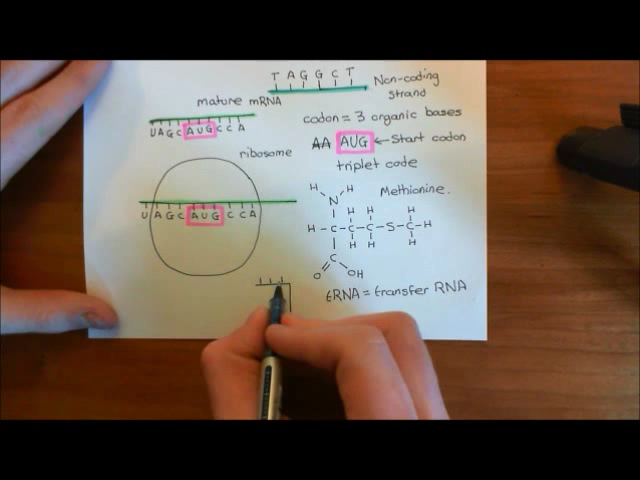 T A G G C T
Non-coding strand
mature mRNA
U A G C A U G C C A
codon = 3 organic bases
AA AUG ← Start codon
triplet code
ribosome
U A G C A U G C C A
Methionine.
H H
N H H H
H - C - C - C - S - C - H
H H H
C
O OH
tRNA = transfer RNA